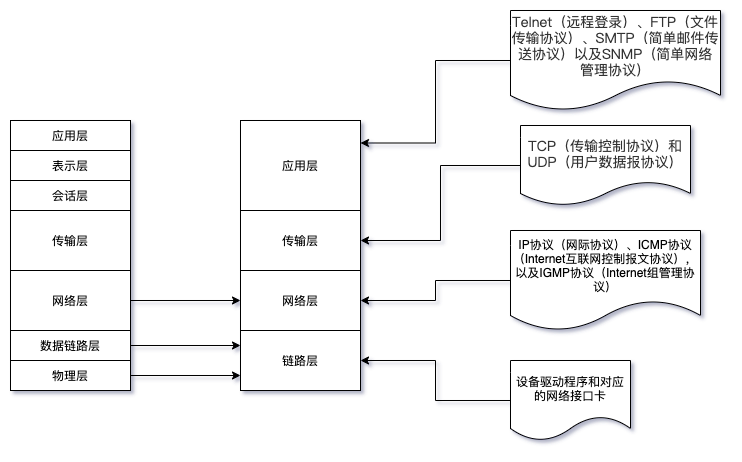 Telnet（远程登录）、FTP（文件
传输协议）、SMTP（简单邮件传
送协议）以及SNMP（简单网络
管理协议）
应用层
表示层
会话层
传输层
网络层
数据链路层
物理层
应用层
传输层
网络层
链路层
TCP（传输控制协议）和
UDP（用户数据报协议）
IP协议（网际协议）、ICMP协议
（Internet互联网控制报文协议），
以及IGMP协议（Internet组管理协
议）
设备驱动程序和对应
的网络接口卡